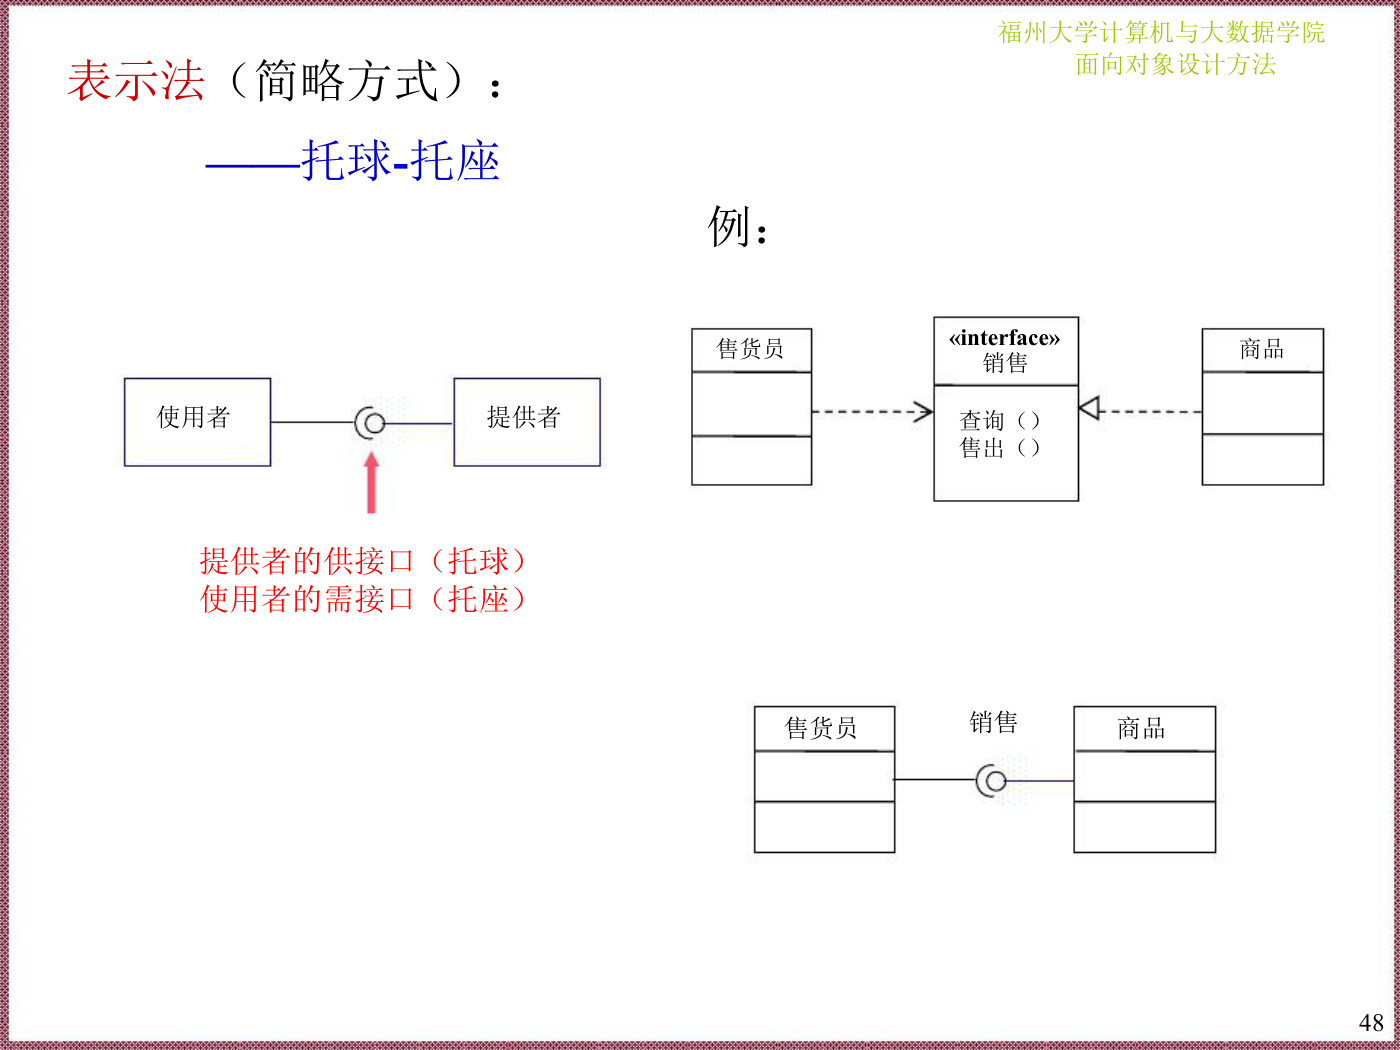 福州大学计算机与大数据学院
面向对象设计方法
表示法（简略方式）：
——托球-托座
例：
使用者
提供者
提供者的供接口（托球）
使用者的需接口（托座）
售货员
«interface»
销售
查询（）
售出（）
商品
售货员
销售
商品
48